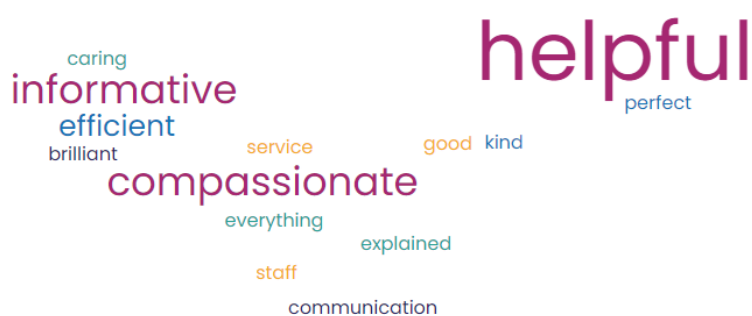 helpful
caring
informative
perfect
efficient
brilliant
service
good
kind
compassionate
everything
explained
staff
communication